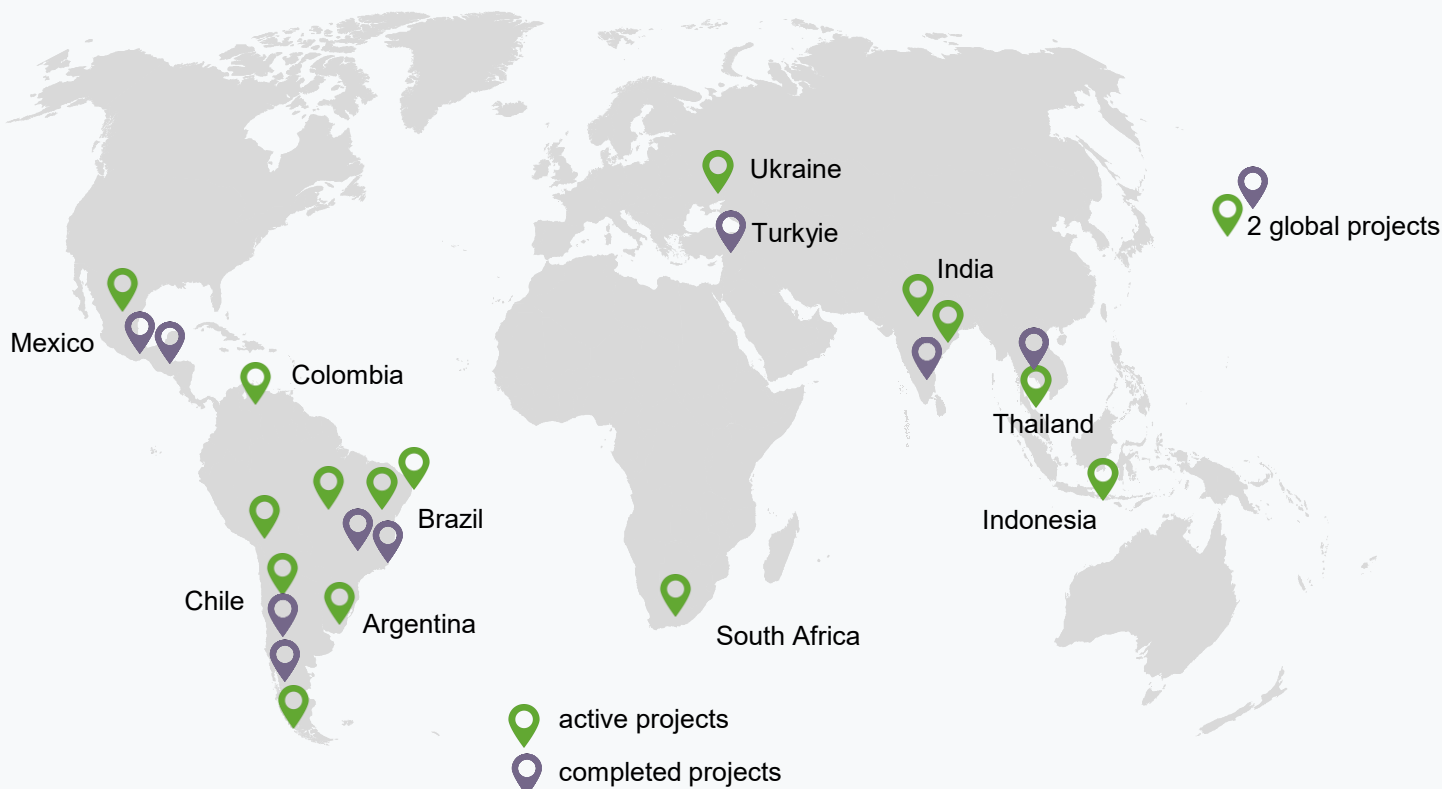 Ukraine
2 global projects
Turkyie
India
Mexico
Colombia
Thailand
Brazil
Indonesia
Chile
Argentina
South Africa
active projects
completed projects